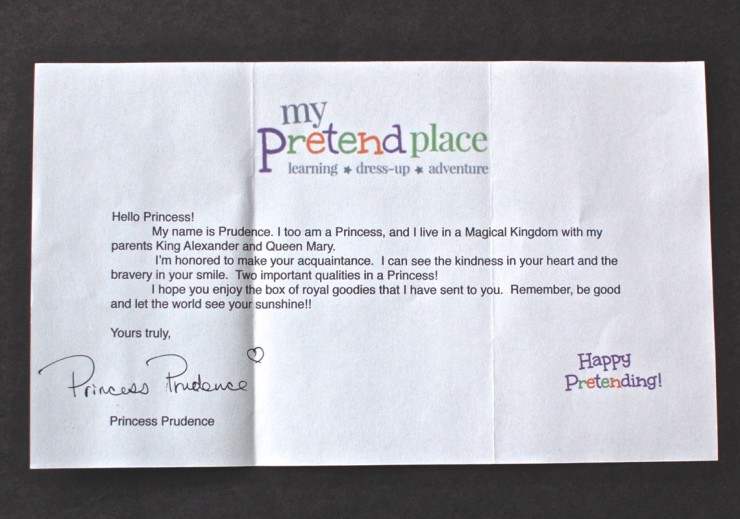 my
Pretend place
learning ★ dress-up ★ adventure
Hello Princess!
My name is Prudence. I too am a Princess, and I live in a Magical Kingdom with my
parents King Alexander and Queen Mary.
I'm honored to make your acquaintance. I can see the kindness in your heart and the
bravery in your smile. Two important qualities in a Princess!
I hope you enjoy the box of royal goodies that I have sent to you. Remember, be good
and let the world see your sunshine!!
Yours truly,
Princess Prudence
Princess Prudence
Happy
Pretending!